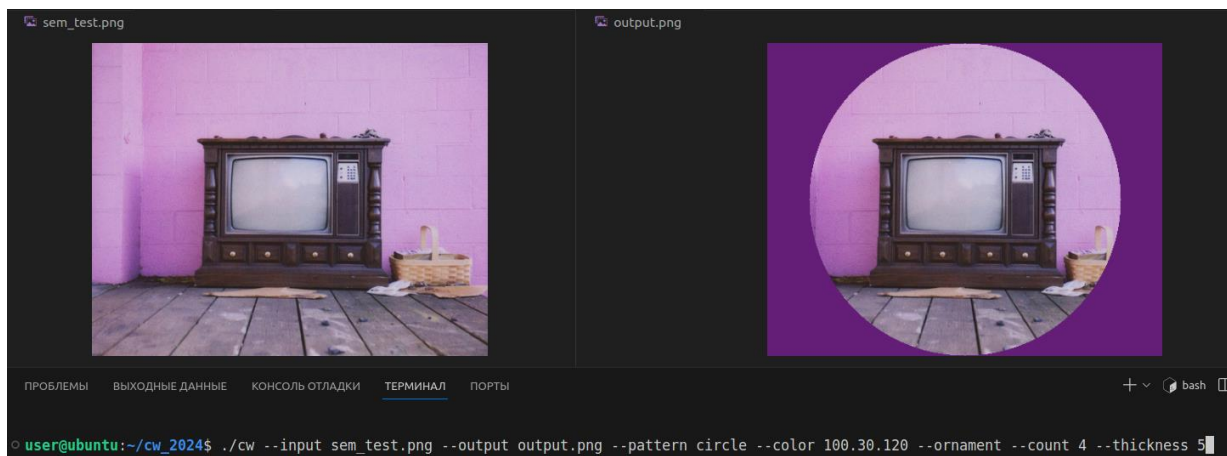 sem_test.png
output.png
ПРОБЛЕМЫ ВЫХОДНЫЕ ДАННЫЕ КОНСОЛЬ ОТЛАДКИ ТЕРМИНАЛ ПОРТЫ
bash
user@ubuntu:~/cw_2024$ ./cw --input sem_test.png --output output.png --pattern circle --color 100.30.120 --ornament --count 4 --thickness 5